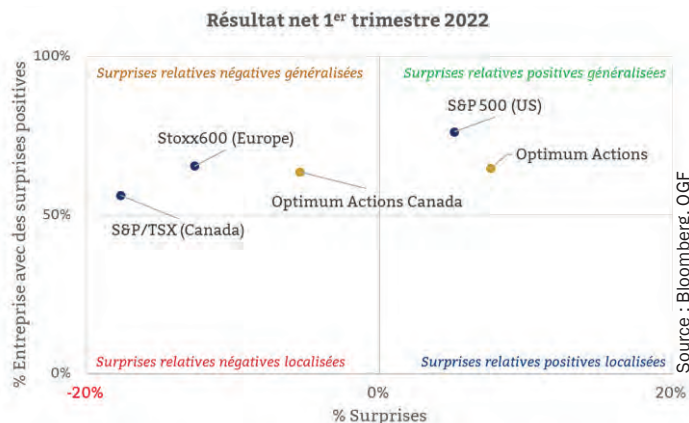 Résultat net 1er trimestre 2022
100%
Surprises relatives négatives généralisées
Surprises relatives positives généralisées
S&P 500 (US)
Stoxx600 (Europe)
Optimum Actions
Optimum Actions Canada
50%
S&P/TSX (Canada)
Surprises relatives négatives localisées
Surprises relatives positives localisées
0%
-20%
0%
20%
% Surprises
% Entreprise avec des surprises positives
Source : Bloomberg, OGF